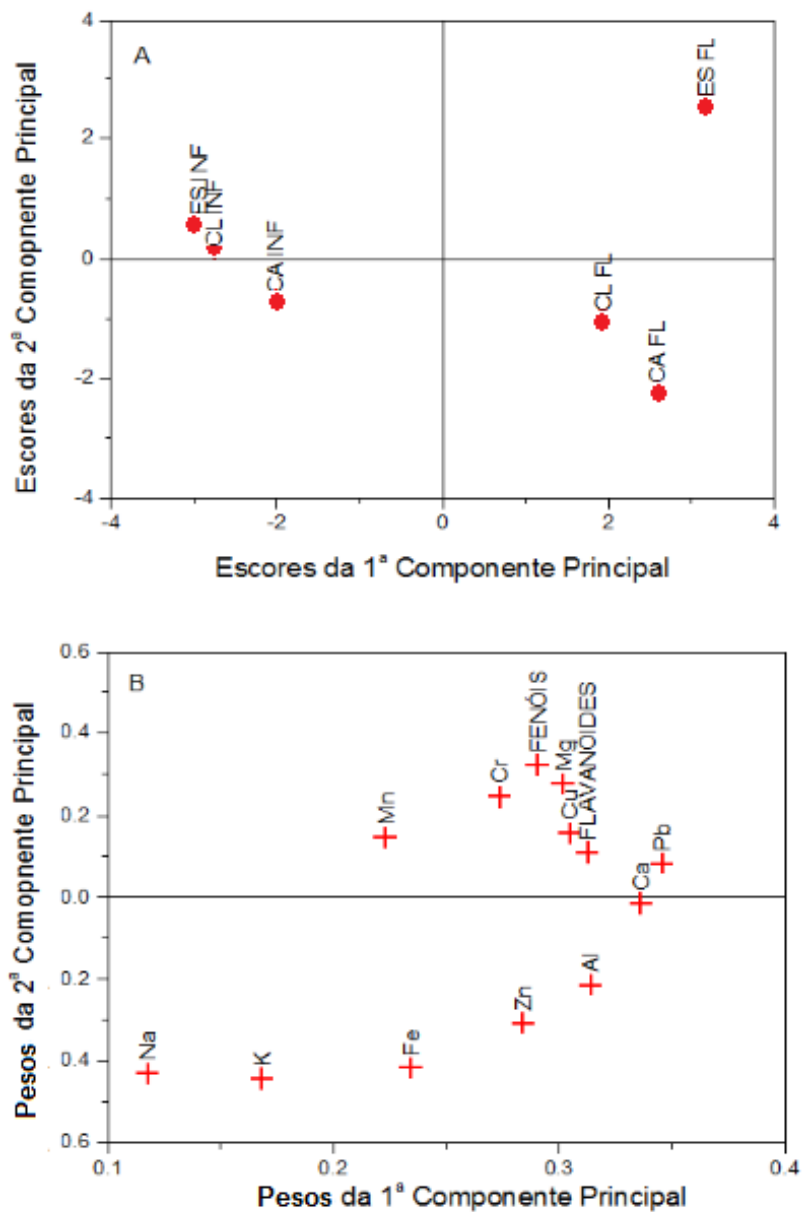 A
4
2
0
-2
-4
-4
-2
0
2
4
ES INF
CL INF
CA INF
CL FL
CA FL
ES FL
Escores da 2ª Comopnente Principal
Escores da 1ª Componente Principal
B
0.6
0.4
0.2
0.0
0.2
0.4
0.6
0.1
0.2
0.3
0.4
Na
K
Mn
Fe
Cr
Zn
FENÓIS
Mg
Cu
FLAVANOIDES
Al
Ca
Pb
Pesos da 2ª Comopnente Principal
Pesos da 1ª Componente Principal